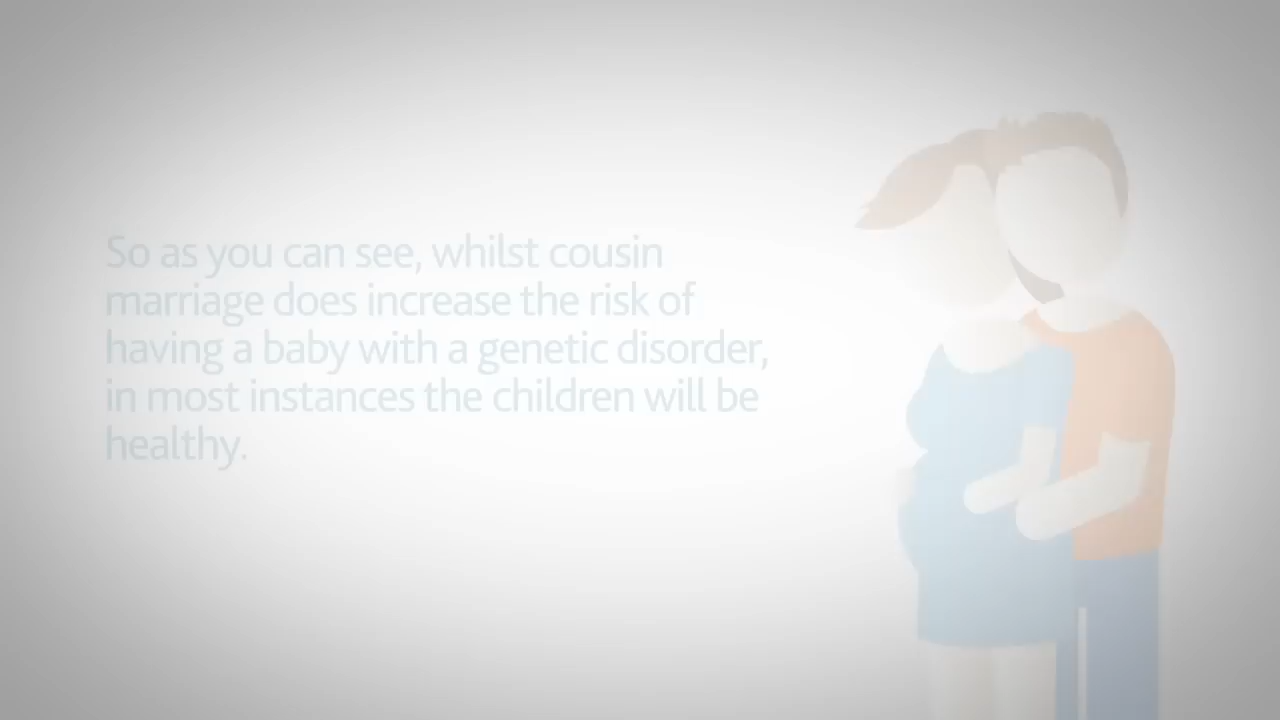 So as you can see, whilst cousin
marriage does increase the risk of
having a baby with a genetic disorder,
in most instances the children will be
healthy.